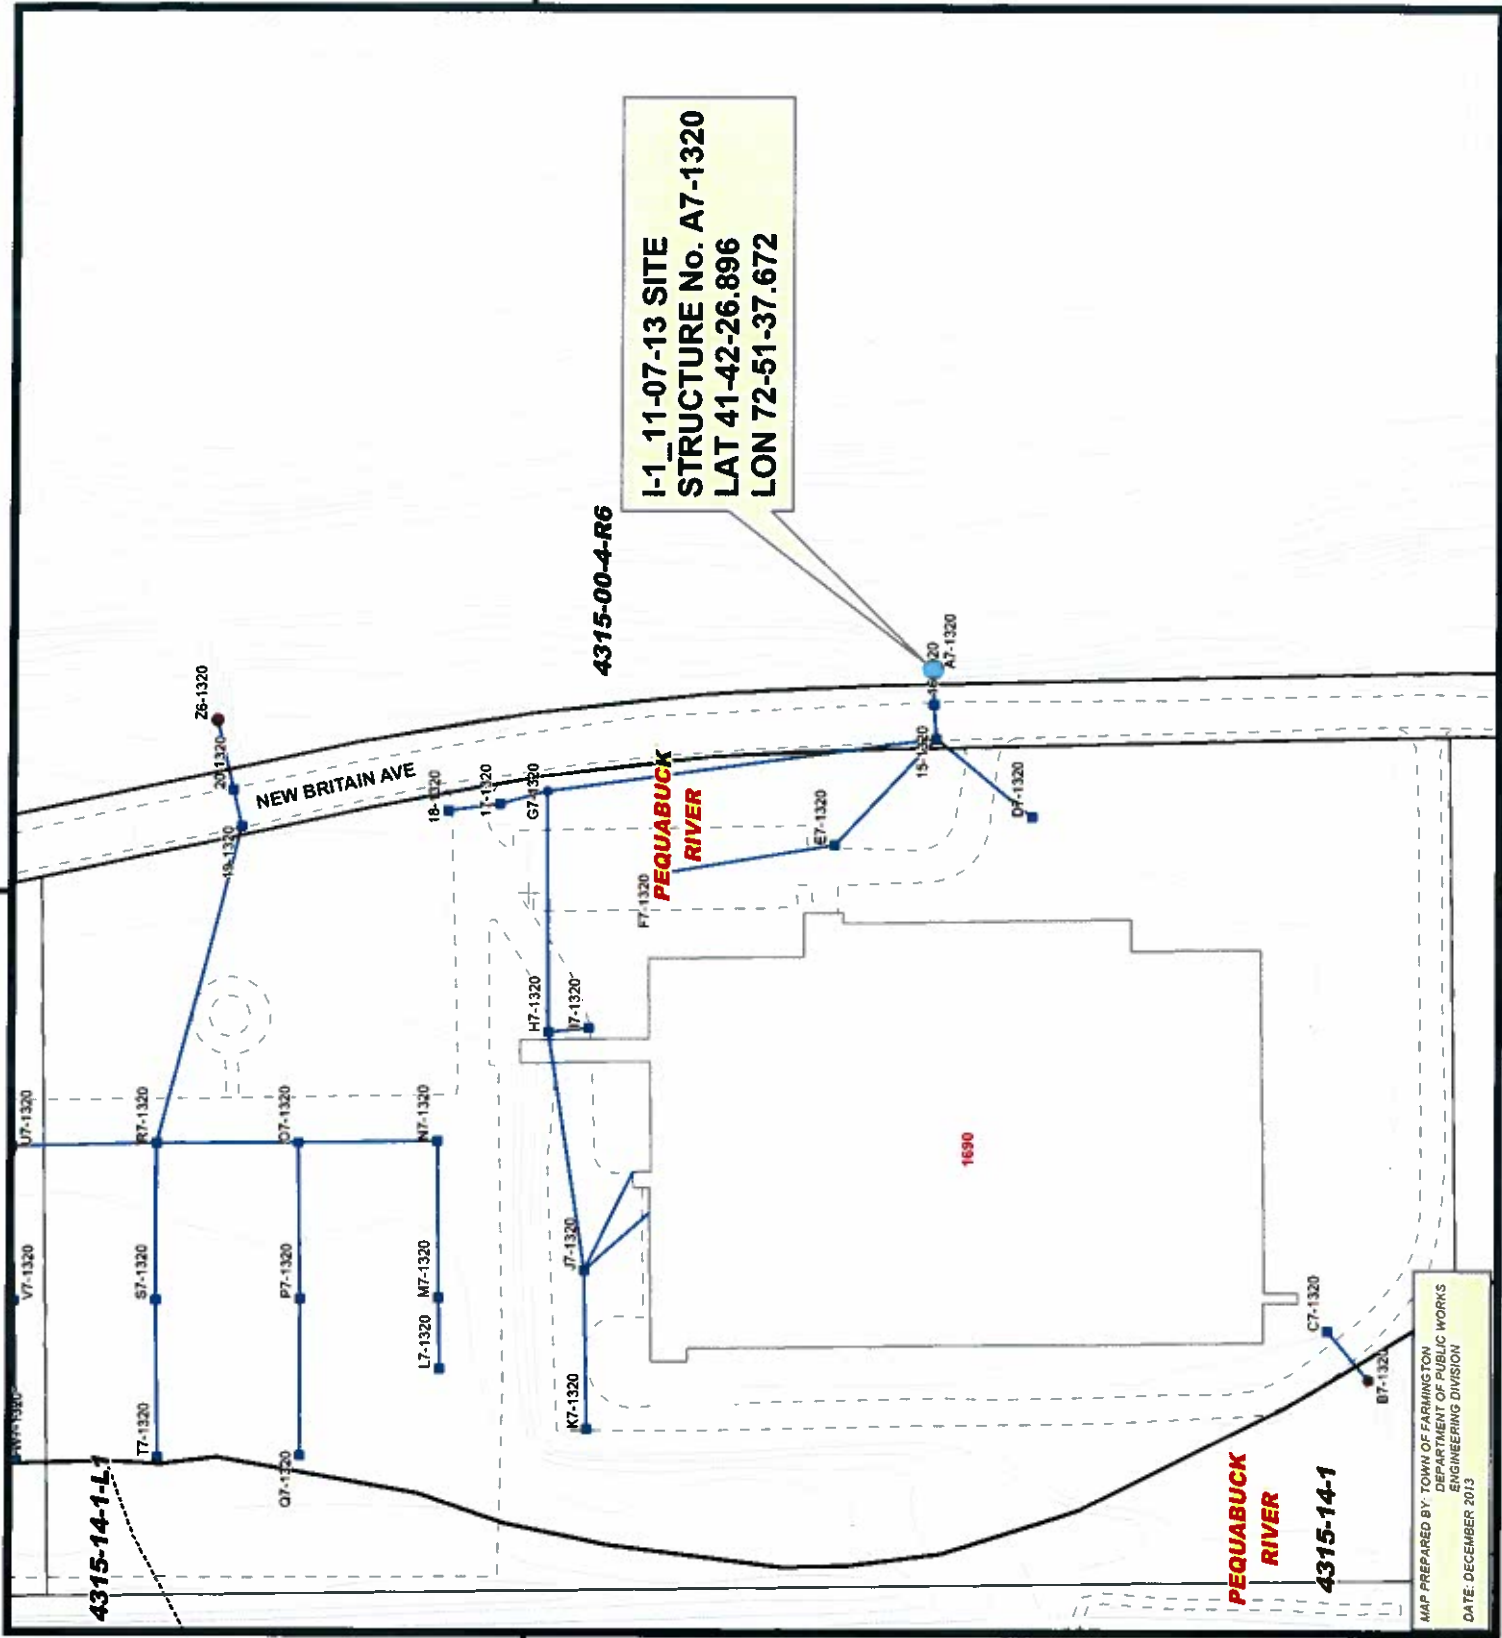 I-1_11-07-13 SITE
STRUCTURE No. A7-1320
LAT 41-42-26.896
LON 72-51-37.672
4315-00-4-R6
Z6-1320
20-1320
19-1320
NEW BRITAIN AVE
18-1320
17-1320
G7-1320
PEQUABUCK
RIVER
A7-1320
15-1320
D7-1320
E7-1320
F7-1320
H7-1320
I7-1320
U7-1320
R7-1320
O7-1320
N7-1320
V7-1320
S7-1320
P7-1320
M7-1320
L7-1320
J7-1320
K7-1320
W7-1320
T7-1320
Q7-1320
1690
C7-1320
B7-1320
4315-14-1-L1
PEQUABUCK
RIVER
4315-14-1
MAP PREPARED BY: TOWN OF FARMINGTON
DEPARTMENT OF PUBLIC WORKS
ENGINEERING DIVISION
DATE: DECEMBER 2013